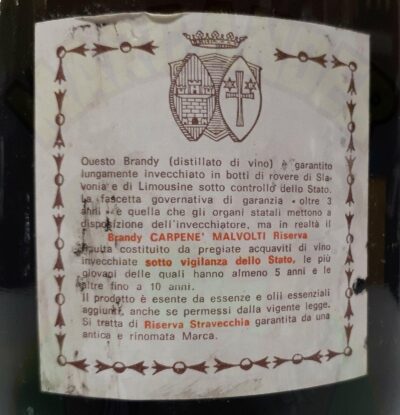 Questo Brandy (distillato di vino) è garantito
lungamente invecchiato in botti di rovere di Sla-
vonia e di Limousine sotto controllo dello Stato.
La fascetta governativa di garanzia - oltre 3
anni - è quella che gli organi statali mettono a
disposizione dell'invecchiatore, ma in realtà il
Brandy CARPENE' MALVOLTI Riserva
risulta costituito da pregiate acquaviti di vino
invecchiate sotto vigilanza dello Stato, le più
giovani delle quali hanno almeno 5 anni e le
altre fino a 10 anni.
Il prodotto è esente da essenze e olii essenziali
aggiunti, anche se permessi dalla vigente legge.
Si tratta di Riserva Stravecchia garantita da una
antica e rinomata Marca.